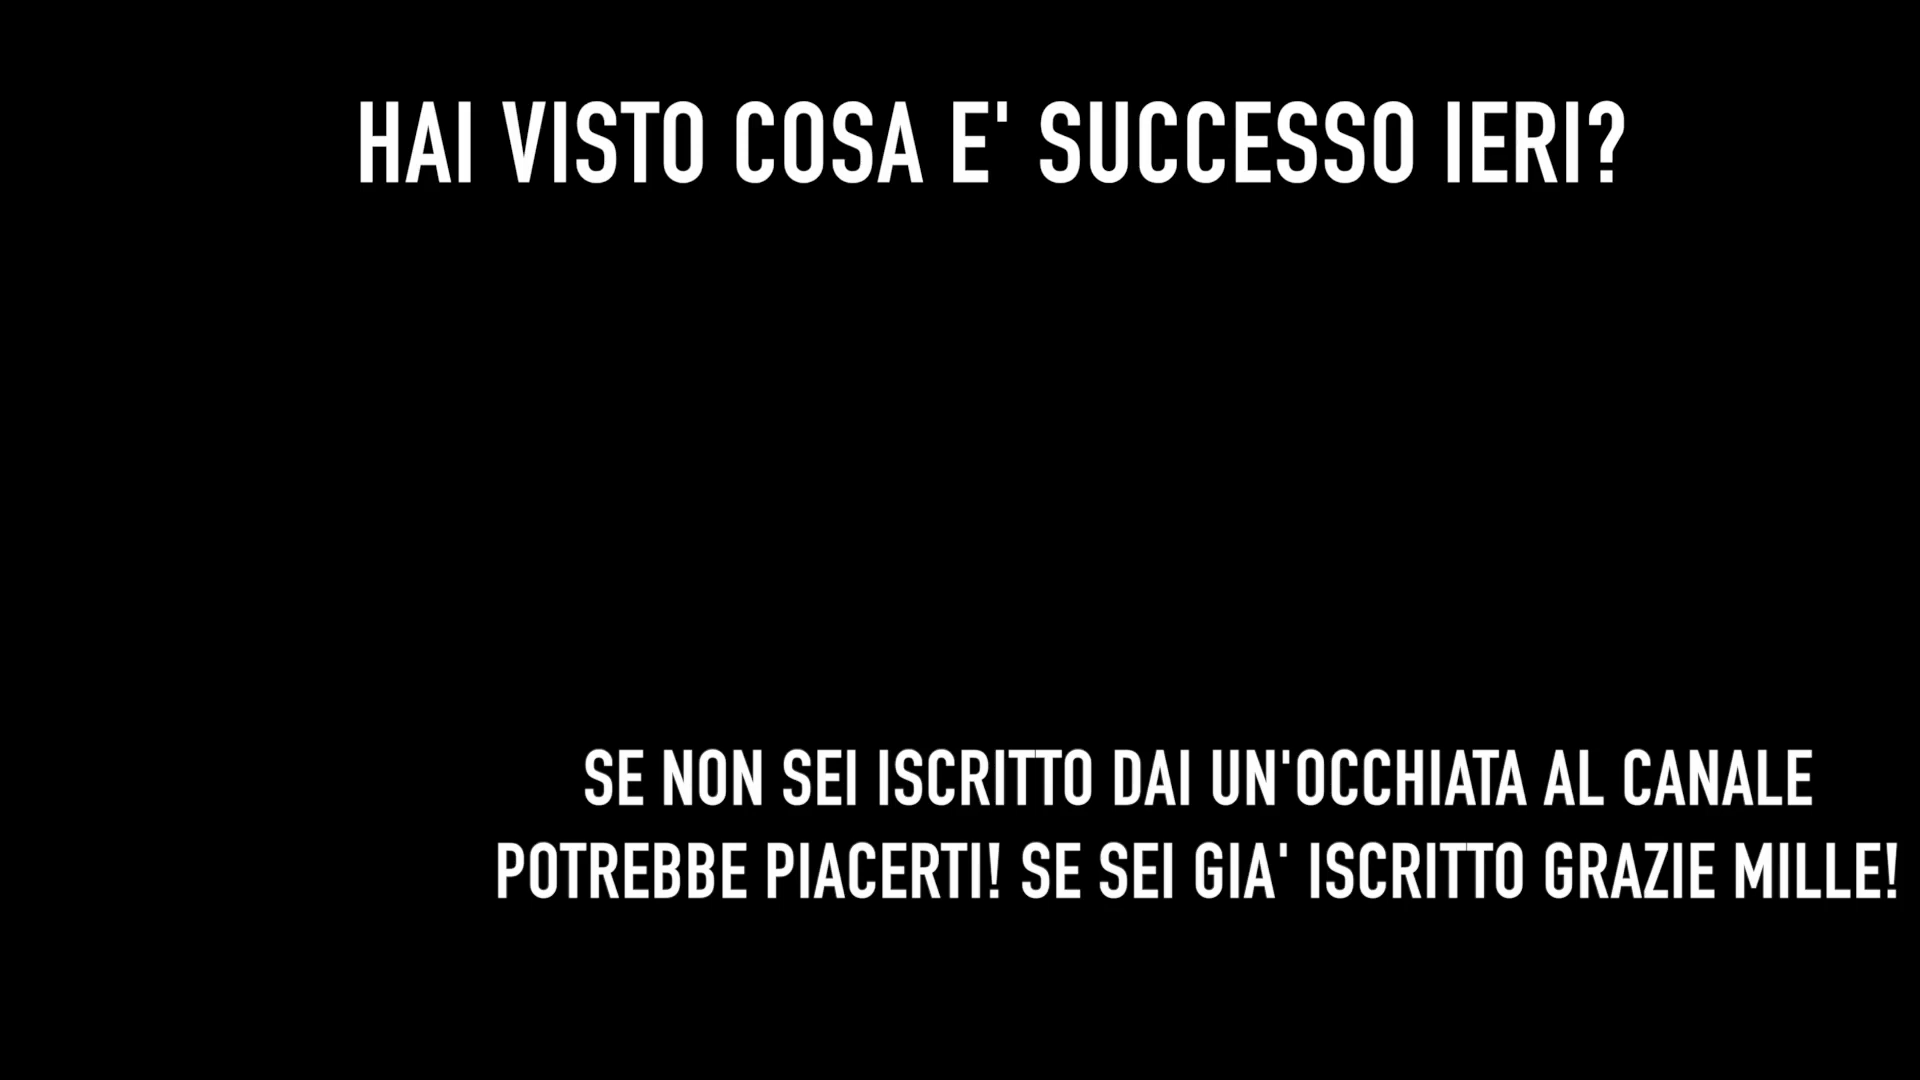 HAI VISTO COSA E' SUCCESSO IERI?
SE NON SEI ISCRITTO DAI UN'OCCHIATA AL CANALE
POTREBBE PIACERTI! SE SEI GIA' ISCRITTO GRAZIE MILLE!